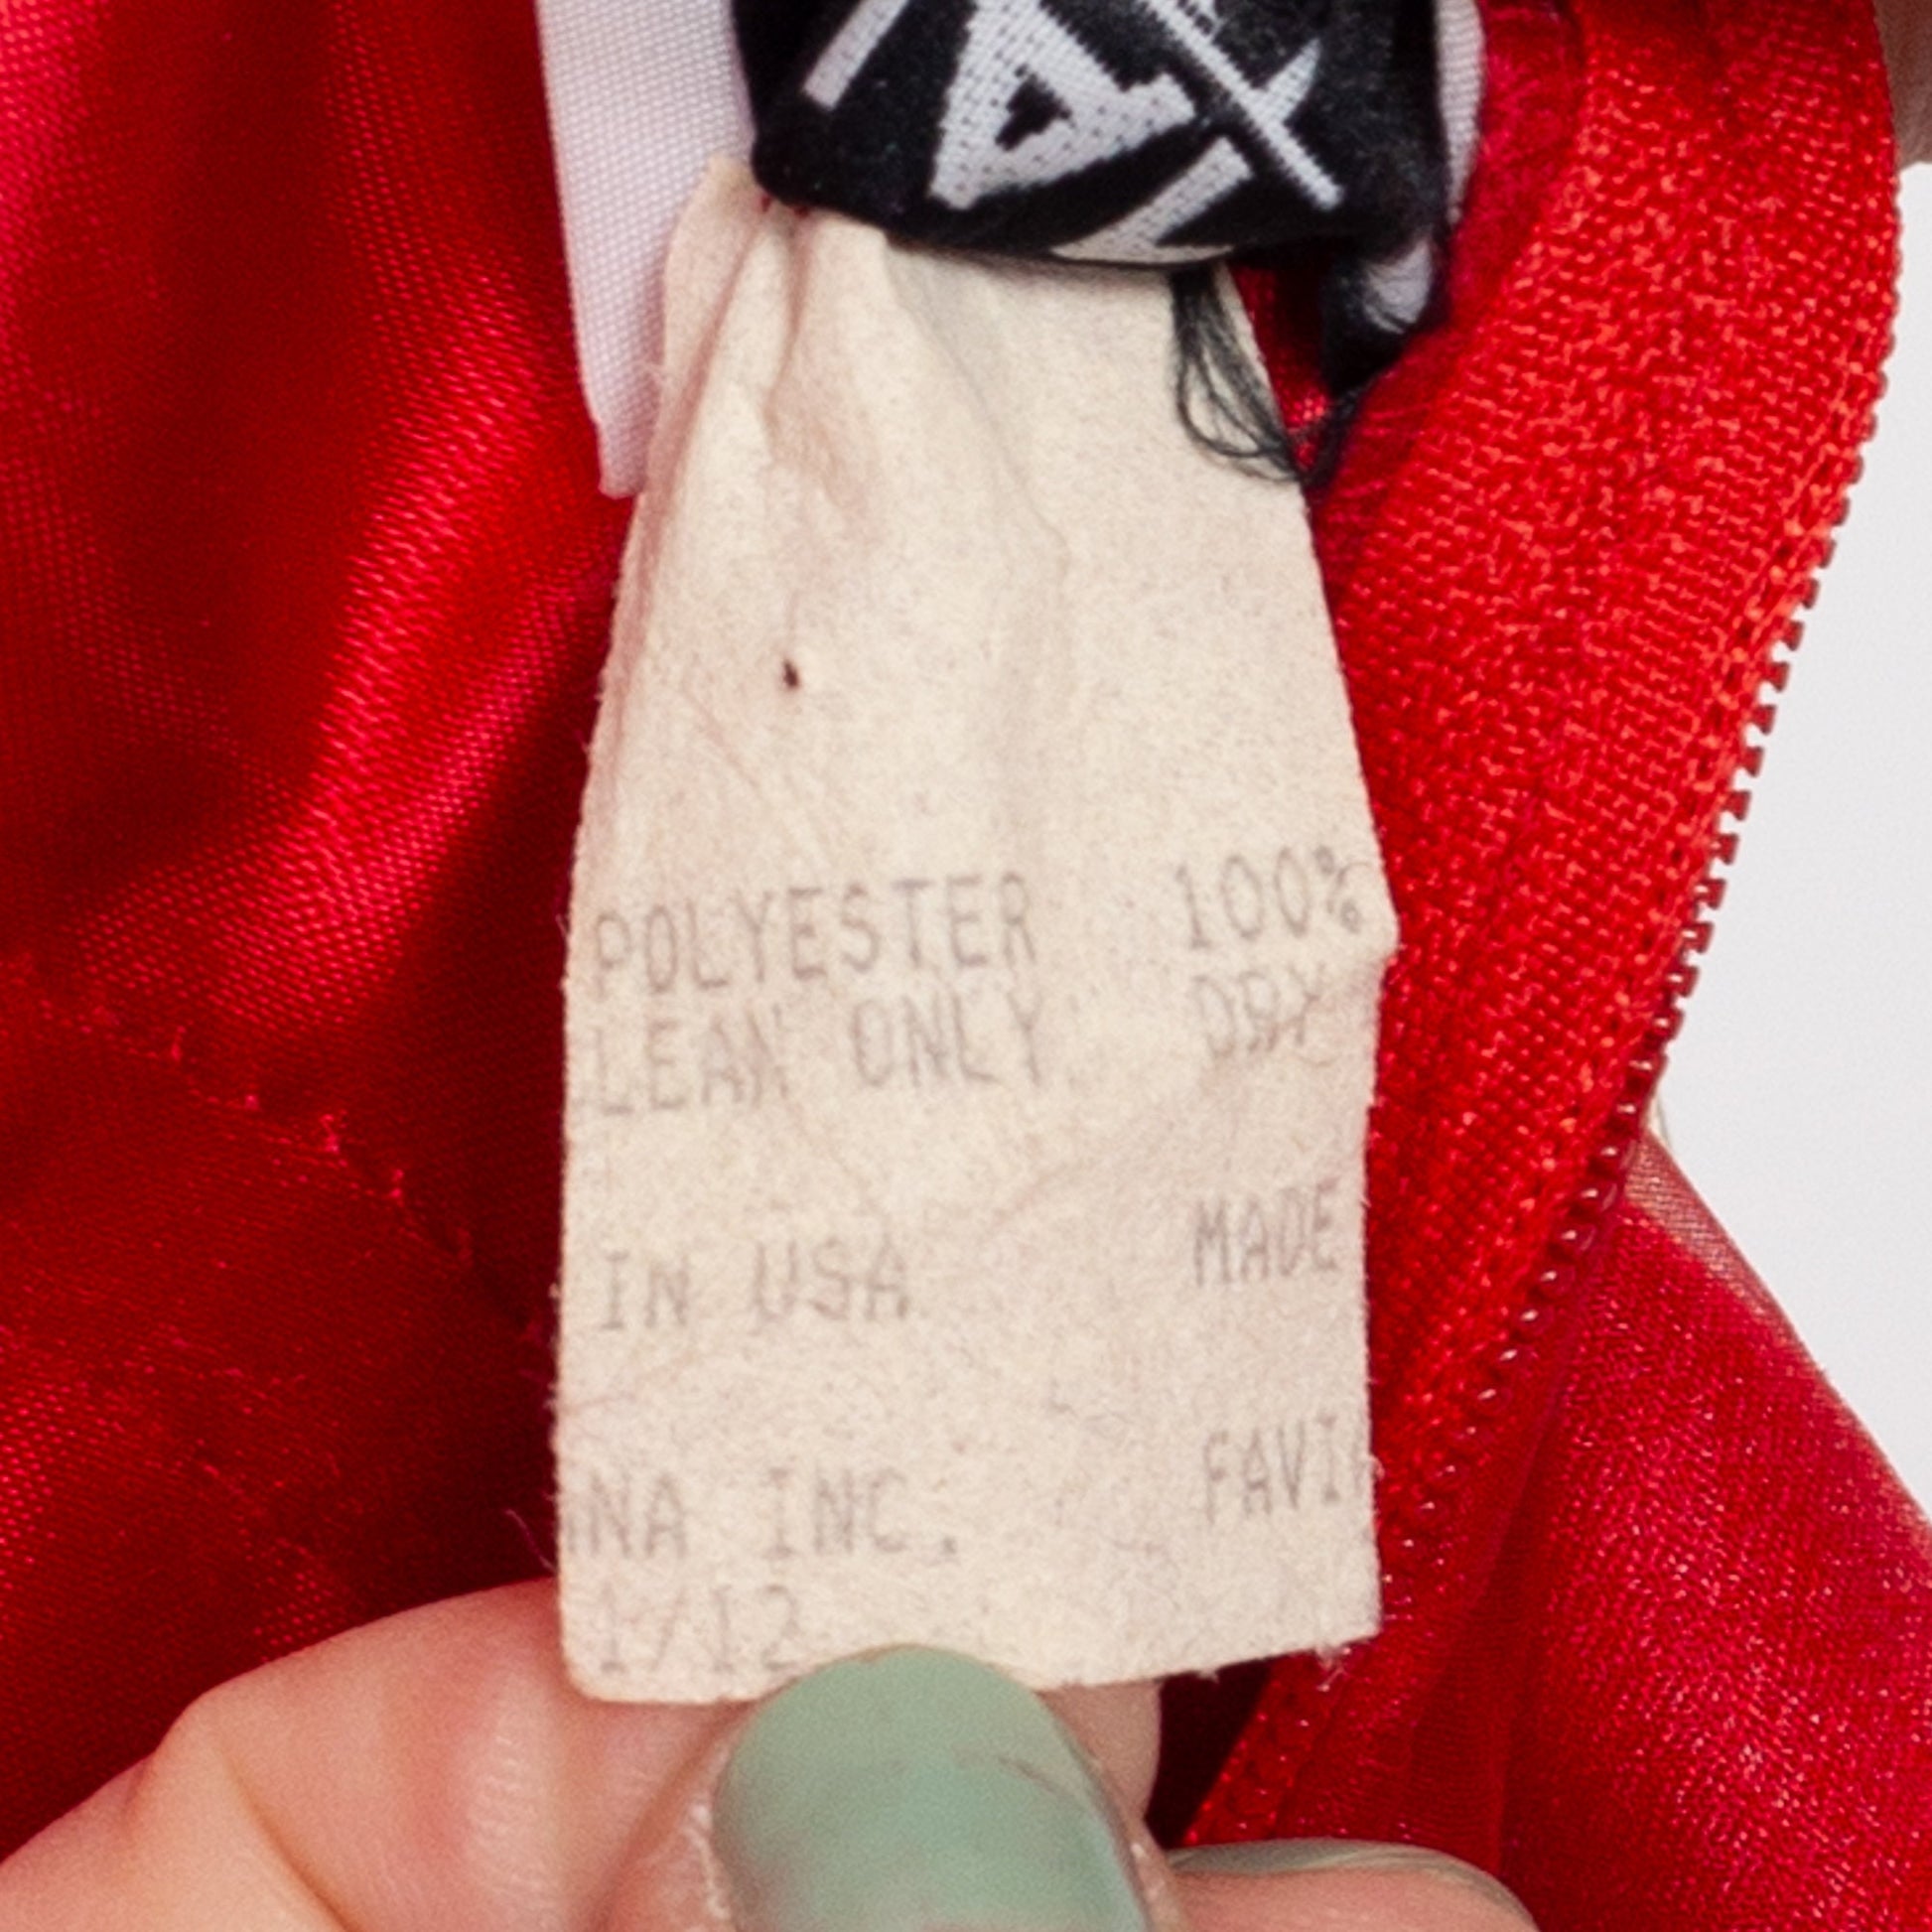 POLYESTER 100%
LEAN ONLY DRY
IN USA MADE
NA INC. FAVI
1/12